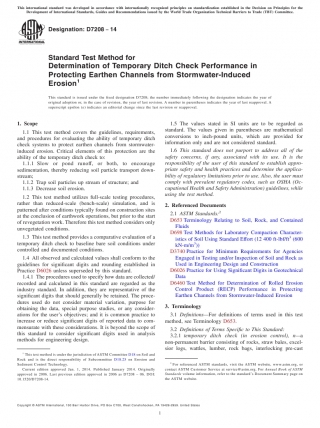 This international standard was developed in accordance with internationally recognized principles on standardization established in the Decision on Principles for the
Development of International Standards, Guides and Recommendations issued by the World Trade Organization Technical Barriers to Trade (TBT) Committee.
Designation: D7208 − 14
Standard Test Method for
Determination of Temporary Ditch Check Performance in
Protecting Earthen Channels from Stormwater-Induced
Erosion¹
This standard is issued under the fixed designation D7208; the number immediately following the designation indicates the year of
original adoption or, in the case of revision, the year of last revision. A number in parentheses indicates the year of last reapproval. A
superscript epsilon (ε) indicates an editorial change since the last revision or reapproval.
1. Scope
1.1 This test method covers the guidelines, requirements,
and procedures for evaluating the ability of temporary ditch
check systems to protect earthen channels from stormwater-
induced erosion. Critical elements of this protection are the
ability of the temporary ditch check to:
1.1.1 Slow or pond runoff, or both, to encourage
sedimentation, thereby reducing soil particle transport down-
stream;
1.1.2 Trap soil particles up stream of structure; and
1.1.3 Decrease soil erosion.
1.2 This test method utilizes full-scale testing procedures,
rather than reduced-scale (bench-scale) simulation, and is
patterned after conditions typically found on construction sites
at the conclusion of earthwork operations, but prior to the start
of revegetation work. Therefore this test method considers only
unvegetated conditions.
1.3 This test method provides a comparative evaluation of a
temporary ditch check to baseline bare soil conditions under
controlled and documented conditions.
1.4 All observed and calculated values shall conform to the
guidelines for significant digits and rounding established in
Practice D6026 unless superseded by this standard.
1.4.1 The procedures used to specify how data are collected/
recorded and calculated in this standard are regarded as the
industry standard. In addition, they are representative of the
significant digits that should generally be retained. The proce-
dures used do not consider material variation, purpose for
obtaining the data, special purpose studies, or any consider-
ations for the user's objectives; and it is common practice to
increase or reduce significant digits of reported data to com-
mensurate with these considerations. It is beyond the scope of
this standard to consider significant digits used in analysis
methods for engineering design.
¹ This test method is under the jurisdiction of ASTM Committee D18 on Soil and
Rock and is the direct responsibility of Subcommittee D18.25 on Erosion and
Sediment Control Technology.
Current edition approved Jan. 1, 2014. Published January 2014. Originally
approved in 2006. Last previous edition approved in 2006 as D7208 – 06. DOI:
10.1520/D7208-14.
1.5 The values stated in SI units are to be regarded as
standard. The values given in parentheses are mathematical
conversions to inch-pound units, which are provided for
information only and are not considered standard.
1.6 This standard does not purport to address all of the
safety concerns, if any, associated with its use. It is the
responsibility of the user of this standard to establish appro-
priate safety and health practices and determine the applica-
bility of regulatory limitations prior to use. Also, the user must
comply with prevalent regulatory codes, such as OSHA (Oc-
cupational Health and Safety Administration) guidelines, while
using the test method.
2. Referenced Documents
2.1 ASTM Standards:²
D653 Terminology Relating to Soil, Rock, and Contained
Fluids
D698 Test Methods for Laboratory Compaction Character-
istics of Soil Using Standard Effort (12 400 ft-lbf/ft³ (600
kN-m/m³))
D3740 Practice for Minimum Requirements for Agencies
Engaged in Testing and/or Inspection of Soil and Rock as
Used in Engineering Design and Construction
D6026 Practice for Using Significant Digits in Geotechnical
Data
D6460 Test Method for Determination of Rolled Erosion
Control Product (RECP) Performance in Protecting
Earthen Channels from Stormwater-Induced Erosion
3. Terminology
3.1 Definitions—For definitions of terms used in this test
method, see Terminology D653.
3.2 Definitions of Terms Specific to This Standard:
3.2.1 temporary ditch check (in erosion control), n—a
non-permanent barrier consisting of rocks, straw bales, excel-
sior logs, wattles, lumber, rock bags, interlocking pre-cast
² For referenced ASTM standards, visit the ASTM website, www.astm.org, or
contact ASTM Customer Service at service@astm.org. For Annual Book of ASTM
Standards volume information, refer to the standard's Document Summary page on
the ASTM website.
Copyright © ASTM International, 100 Barr Harbor Drive, PO Box C700, West Conshohocken, PA 19428-2959. United States
1